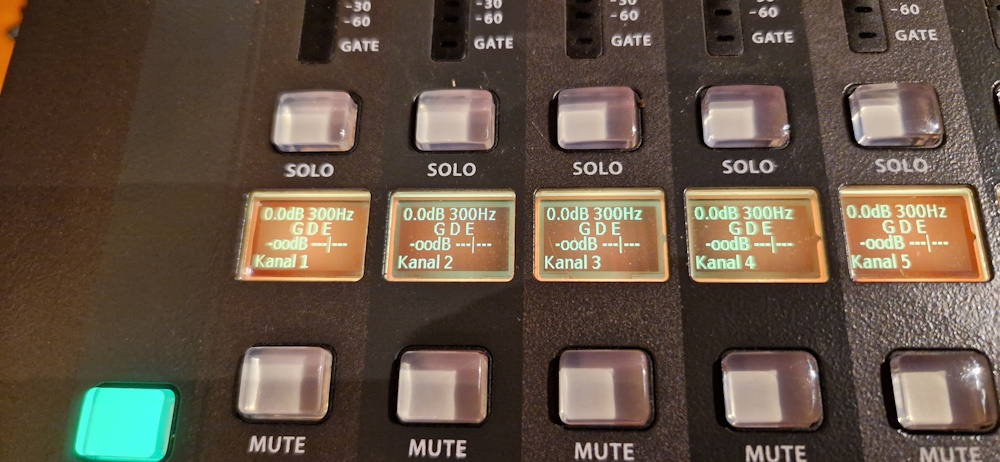 -30 -30 -30 -30
-60 -60 -60 -60 -60
GATE GATE GATE GATE GATE
SOLO SOLO SOLO SOLO SOLO
0.0dB 300Hz
G D E
-oodB ---|---
Kanal 1
0.0dB 300Hz
G D E
-oodB ---|---
Kanal 2
0.0dB 300Hz
G D E
-oodB ---|---
Kanal 3
0.0dB 300Hz
G D E
-oodB ---|---
Kanal 4
0.0dB 300Hz
G D E
-oodB ---|---
Kanal 5
MUTE MUTE MUTE MUTE MUTE